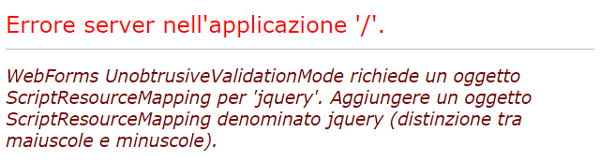 Errore server nell'applicazione '/'.
WebForms UnobtrusiveValidationMode richiede un oggetto
ScriptResourceMapping per 'jquery'. Aggiungere un oggetto
ScriptResourceMapping denominato jquery (distinzione tra
maiuscole e minuscole).